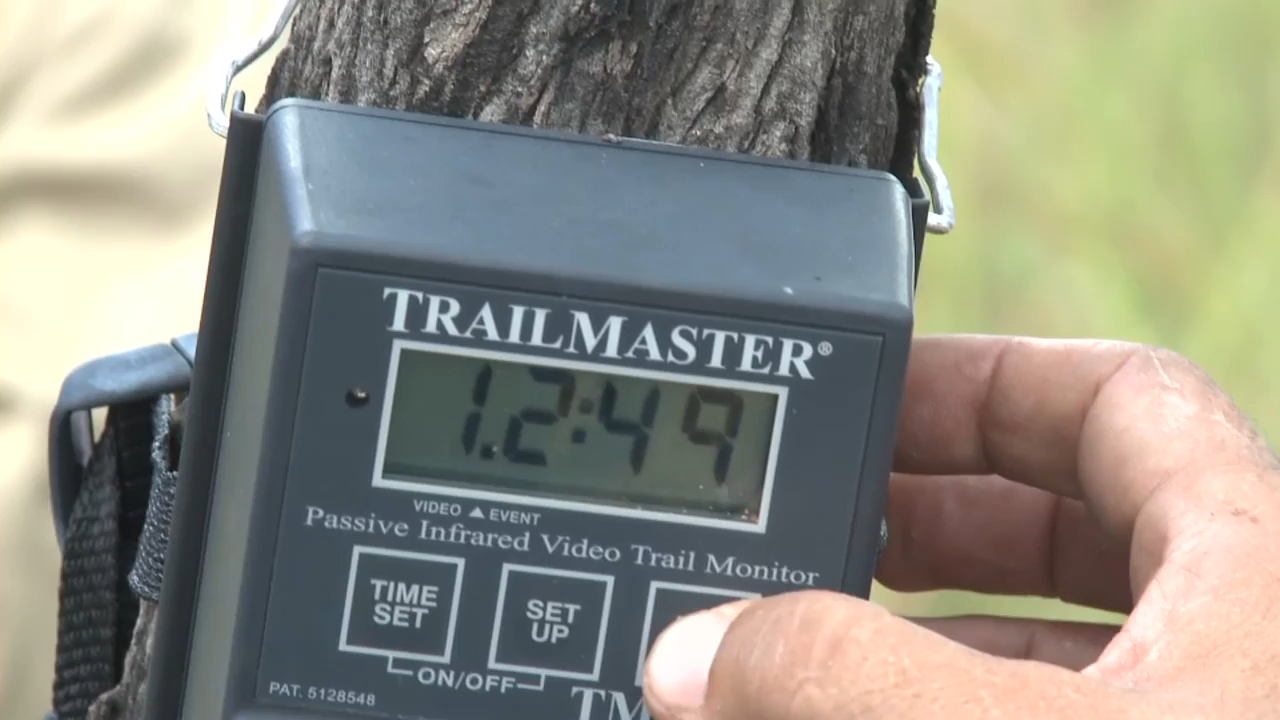 TRAILMASTER®
1.2:49
VIDEO ▲ EVENT
Passive Infrared Video Trail Monitor
TIME
SET
SET
UP
ON/OFF
PAT. 5128548
TM